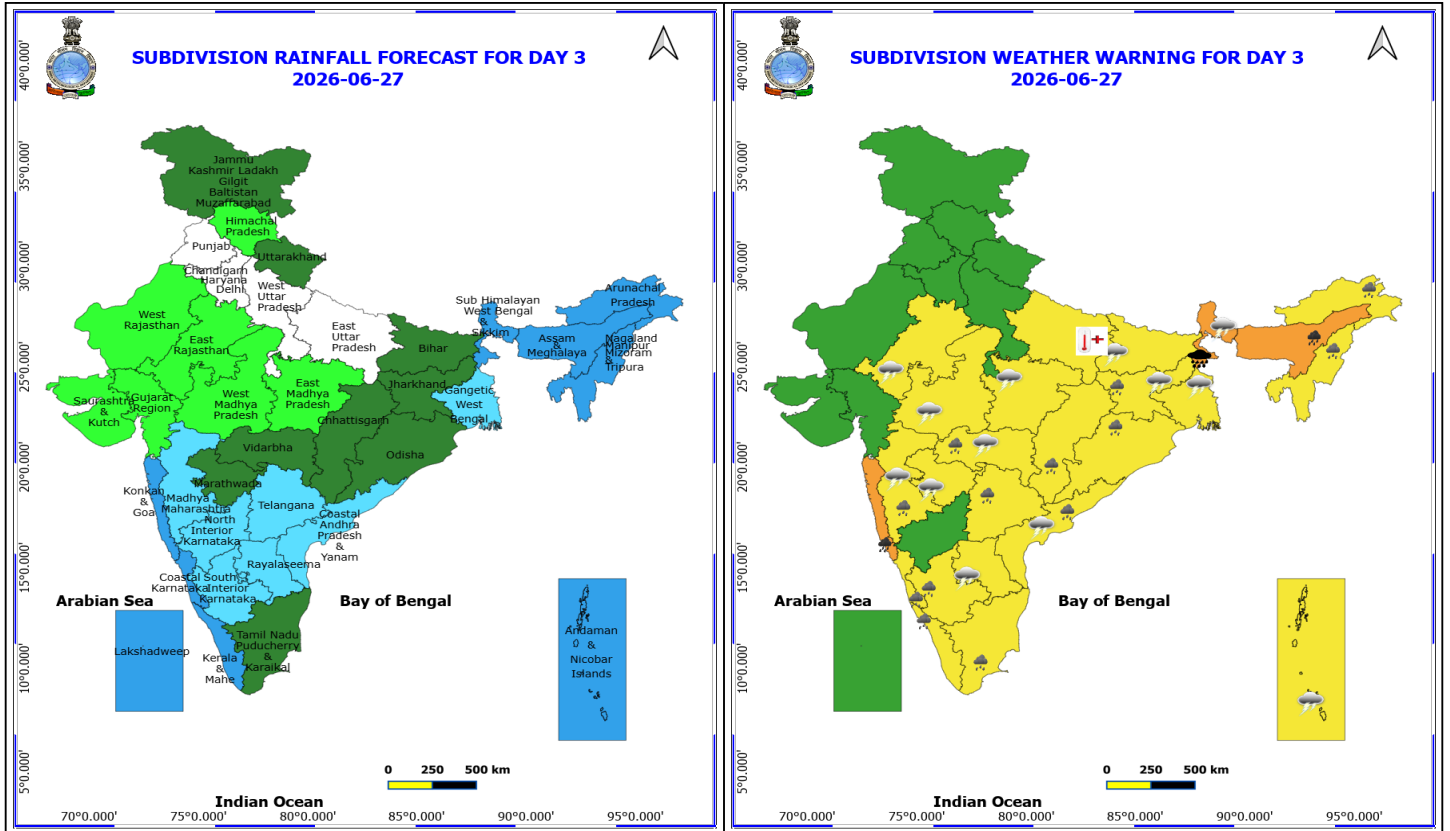 SUBDIVISION RAINFALL FORECAST FOR DAY 3
2026-06-27
40°0.000'
35°0.000'
30°0.000'
25°0.000'
20°0.000'
15°0.000'
10°0.000'
5°0.000'
Jammu
Kashmir Ladakh
Gilgit
Baltistan
Muzaffarabad
Himachal
Pradesh
Punjab
Uttarakhand
Chandigarh
Haryana
Delhi
West
Uttar
Pradesh
East
Uttar
Pradesh
West
Rajasthan
East
Rajasthan
Sub Himalayan
West Bengal
&
Sikkim
Arunachal
Pradesh
Assam
&
Meghalaya
Nagaland
Manipur
Mizoram
&
Tripura
Bihar
Jharkhand
Gangetic
West
Bengal
Saurashtra
&
Kutch
Gujarat
Region
West
Madhya
Pradesh
East
Madhya
Pradesh
Chhattisgarh
Odisha
Vidarbha
Marathwada
Madhya
Maharashtra
Konkan
&
Goa
Telangana
North
Interior
Karnataka
Coastal
Andhra
Pradesh
&
Yanam
Rayalaseema
Coastal
Karnataka
South
Interior
Karnataka
Tamil Nadu
Puducherry
&
Karaikal
Kerala
&
Mahe
Lakshadweep
Andaman
&
Nicobar
Islands
Arabian Sea
Bay of Bengal
Indian Ocean
0 250 500 km
70°0.000' 75°0.000' 80°0.000' 85°0.000' 90°0.000' 95°0.000'
SUBDIVISION WEATHER WARNING FOR DAY 3
2026-06-27
40°0.000'
35°0.000'
30°0.000'
25°0.000'
20°0.000'
15°0.000'
10°0.000'
5°0.000'
Arabian Sea
Bay of Bengal
Indian Ocean
0 250 500 km
70°0.000' 75°0.000' 80°0.000' 85°0.000' 90°0.000' 95°0.000'